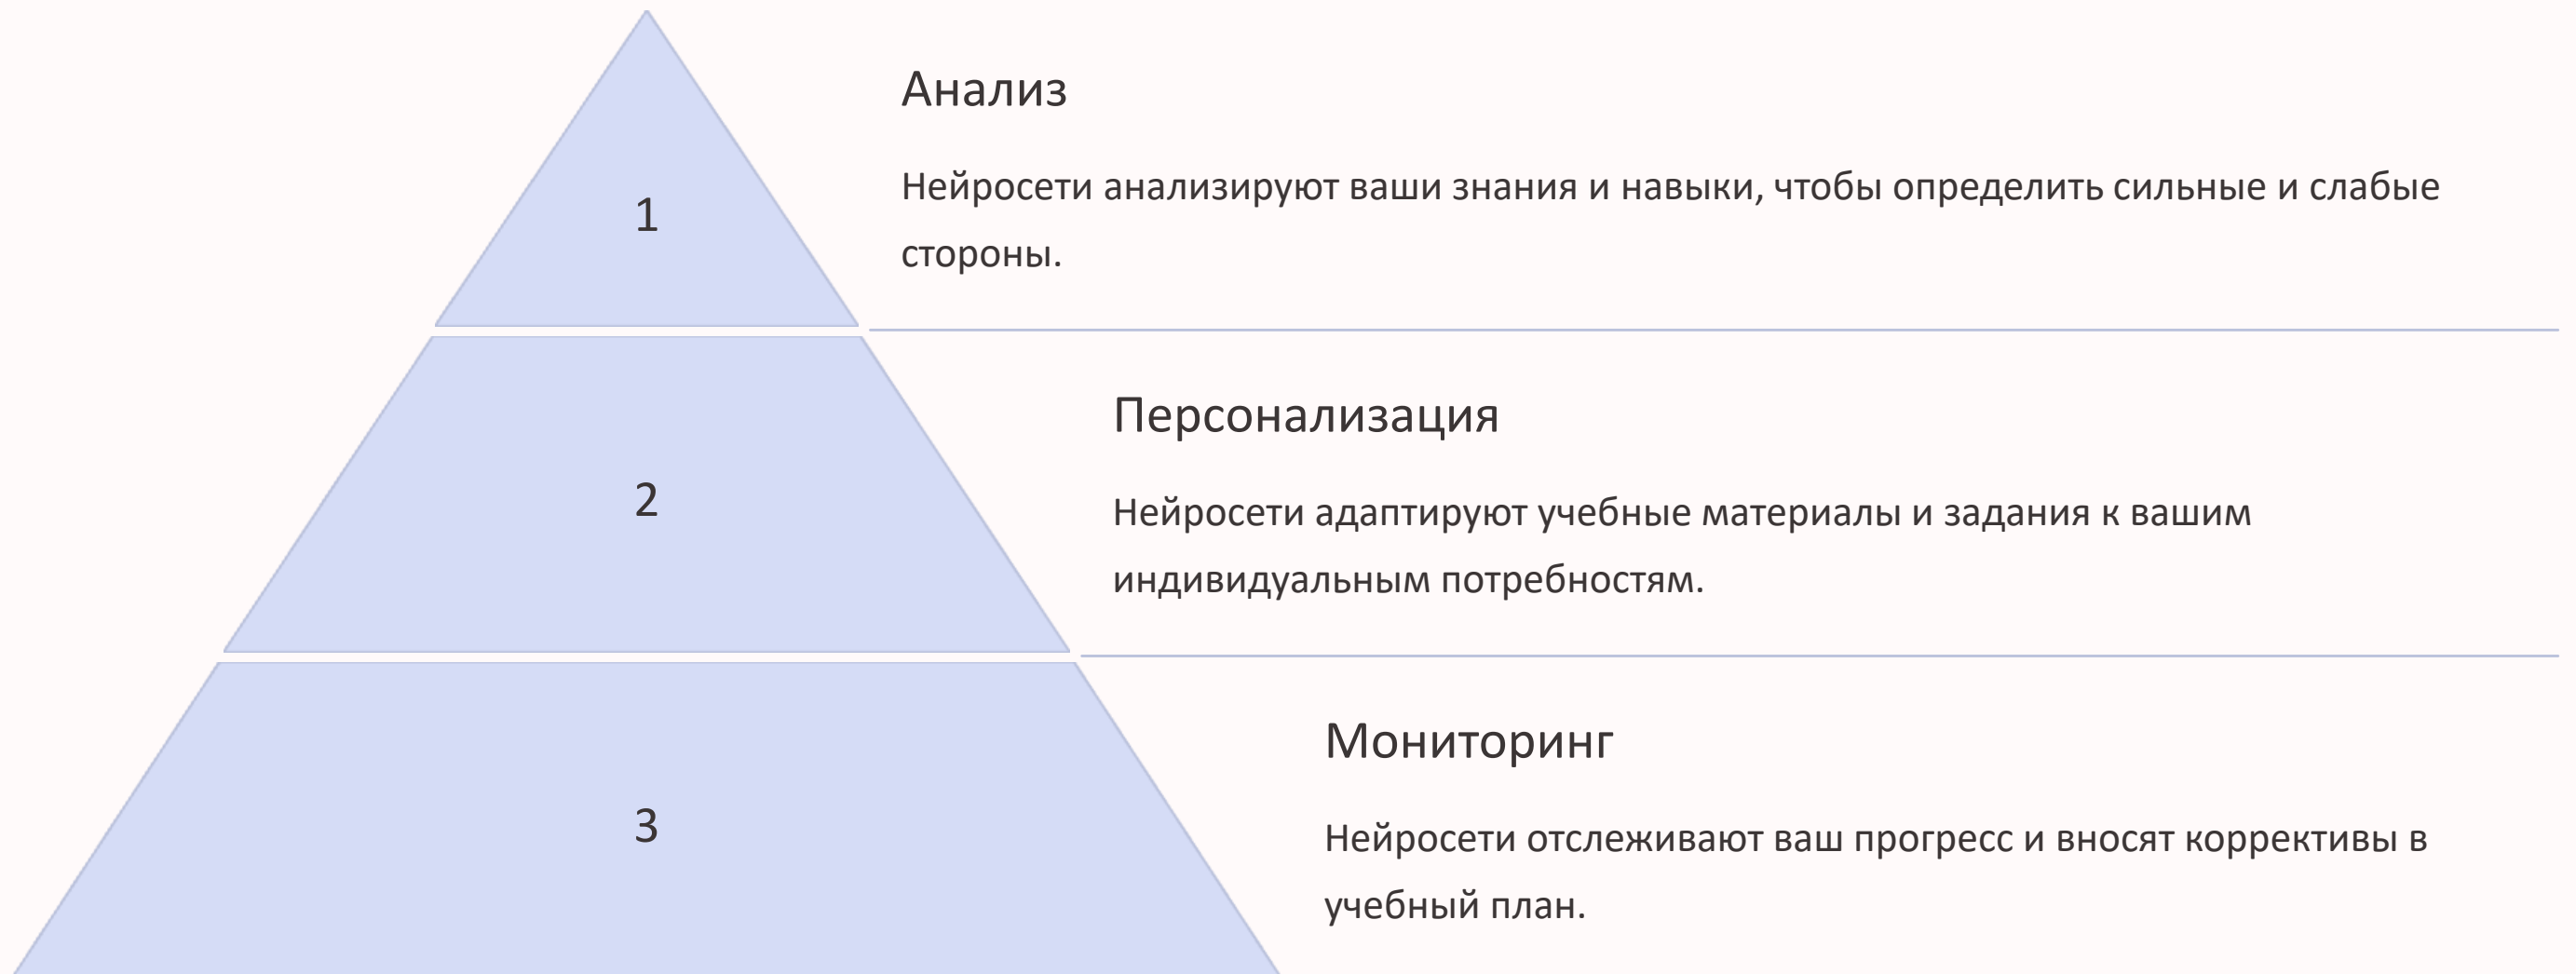 Анализ
1
Нейросети анализируют ваши знания и навыки, чтобы определить сильные и слабые
стороны.
Персонализация
2
Нейросети адаптируют учебные материалы и задания к вашим
индивидуальным потребностям.
Мониторинг
3
Нейросети отслеживают ваш прогресс и вносят коррективы в
учебный план.